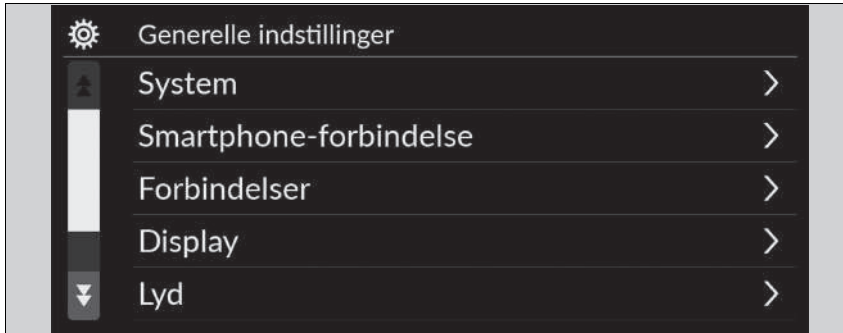 Generelle indstillinger
System
Smartphone-forbindelse
Forbindelser
Display
Lyd